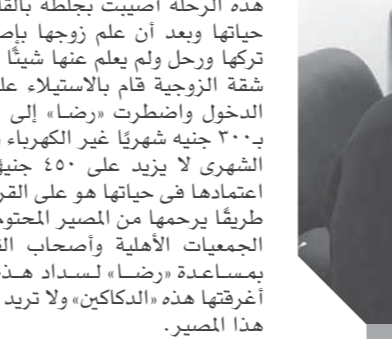 هذه الرحلة أصيبت بجلطة بالقا
حياتها وبعد أن علم زوجها بإص
تركها ورحل ولم يعلم عنها شيئًا
شقة الزوجية قام بالاستيلاء عل
الدخول واضطرت «رضا» إلى
بـ٣٠٠ جنيه شهريًا غير الكهرباء
الشهرى لا يزيد على ٤٥٠ جنيهً
اعتمادها فى حياتها هو على القر
طريقًا يرحمها من المصير المحتوم
الجمعيات الأهلية وأصحاب الق
بمساعدة «رضا» لسداد هذ
أغرقتها هذه «الدكاكين» ولا تريد
هذا المصير.